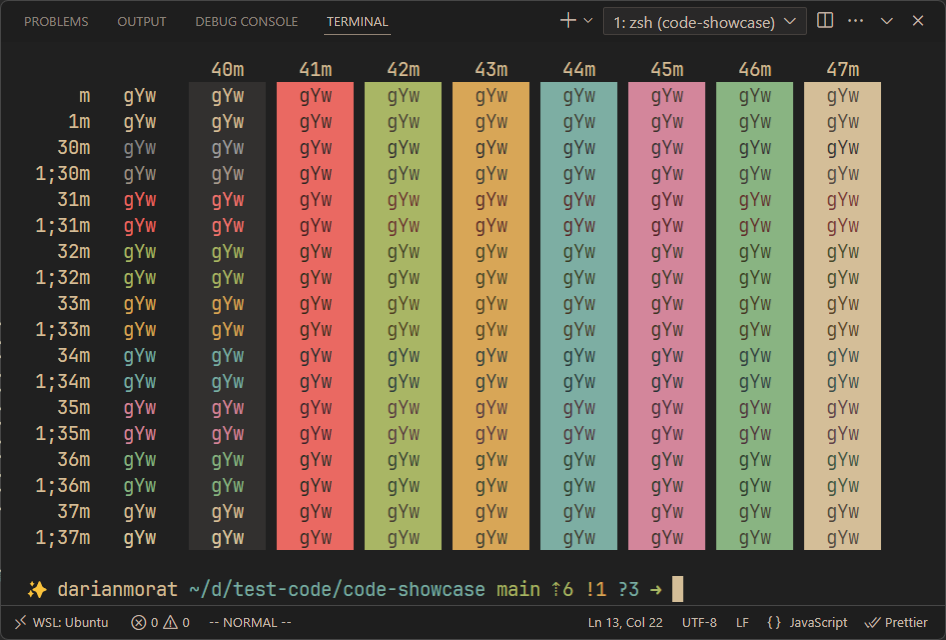 PROBLEMS OUTPUT DEBUG CONSOLE TERMINAL 1: zsh (code-showcase)
40m 41m 42m 43m 44m 45m 46m 47m
m gYw gYw gYw gYw gYw gYw gYw gYw gYw
1m gYw gYw gYw gYw gYw gYw gYw gYw gYw
30m gYw gYw gYw gYw gYw gYw gYw gYw gYw
1;30m gYw gYw gYw gYw gYw gYw gYw gYw gYw
31m gYw gYw gYw gYw gYw gYw gYw gYw gYw
1;31m gYw gYw gYw gYw gYw gYw gYw gYw gYw
32m gYw gYw gYw gYw gYw gYw gYw gYw gYw
1;32m gYw gYw gYw gYw gYw gYw gYw gYw gYw
33m gYw gYw gYw gYw gYw gYw gYw gYw gYw
1;33m gYw gYw gYw gYw gYw gYw gYw gYw gYw
34m gYw gYw gYw gYw gYw gYw gYw gYw gYw
1;34m gYw gYw gYw gYw gYw gYw gYw gYw gYw
35m gYw gYw gYw gYw gYw gYw gYw gYw gYw
1;35m gYw gYw gYw gYw gYw gYw gYw gYw gYw
36m gYw gYw gYw gYw gYw gYw gYw gYw gYw
1;36m gYw gYw gYw gYw gYw gYw gYw gYw gYw
37m gYw gYw gYw gYw gYw gYw gYw gYw gYw
1;37m gYw gYw gYw gYw gYw gYw gYw gYw gYw
✨ darianmorat ~/d/test-code/code-showcase main ⇡6 !1 ?3 ➜
WSL: Ubuntu 0 0 -- NORMAL -- Ln 13, Col 22 UTF-8 LF {} JavaScript Prettier